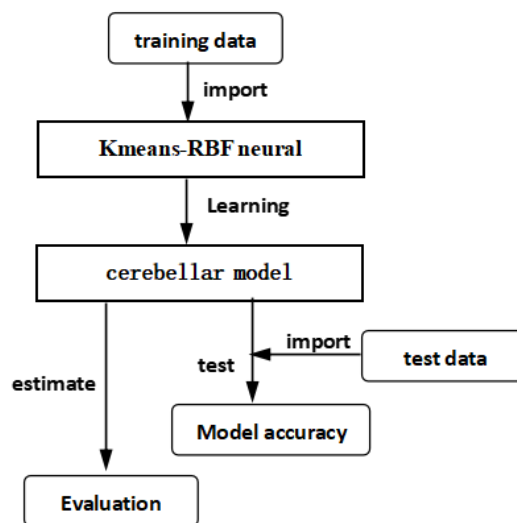 training data
import
Kmeans-RBF neural
Learning
cerebellar model
import
test data
test
estimate
Model accuracy
Evaluation